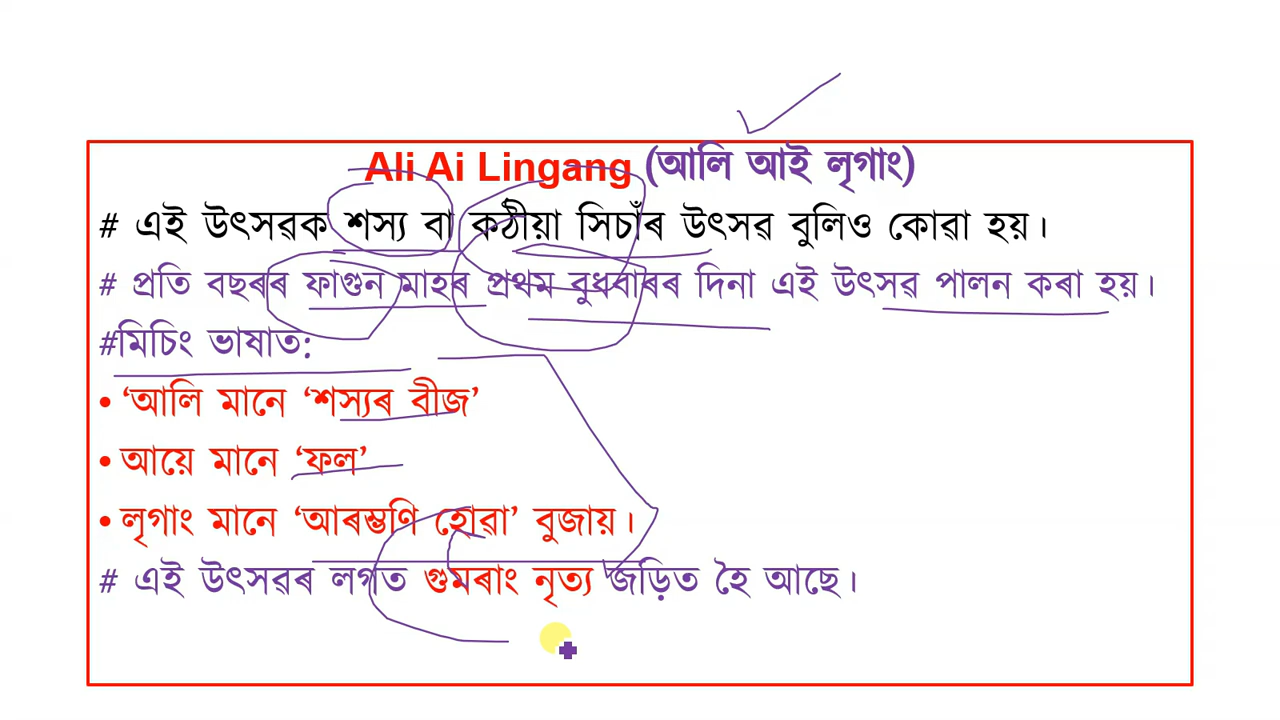 Ali Ai Lingang (আলি আই লৃগাং)
# এই উৎসৱক শস্য বা কঠীয়া সিচাঁৰ উৎসৱ বুলিও কোৱা হয়।
# প্ৰতি বছৰৰ ফাগুন মাহৰ প্ৰথম বুধবাৰৰ দিনা এই উৎসৱ পালন কৰা হয়।
#মিচিং ভাষাত:
• ‘আলি মানে ‘শস্যৰ বীজ’
• আয়ে মানে ‘ফল’
• লৃগাং মানে ‘আৰম্ভণি হোৱা’ বুজায়।
# এই উৎসৱৰ লগত গুমৰাং নৃত্য জড়িত হৈ আছে।